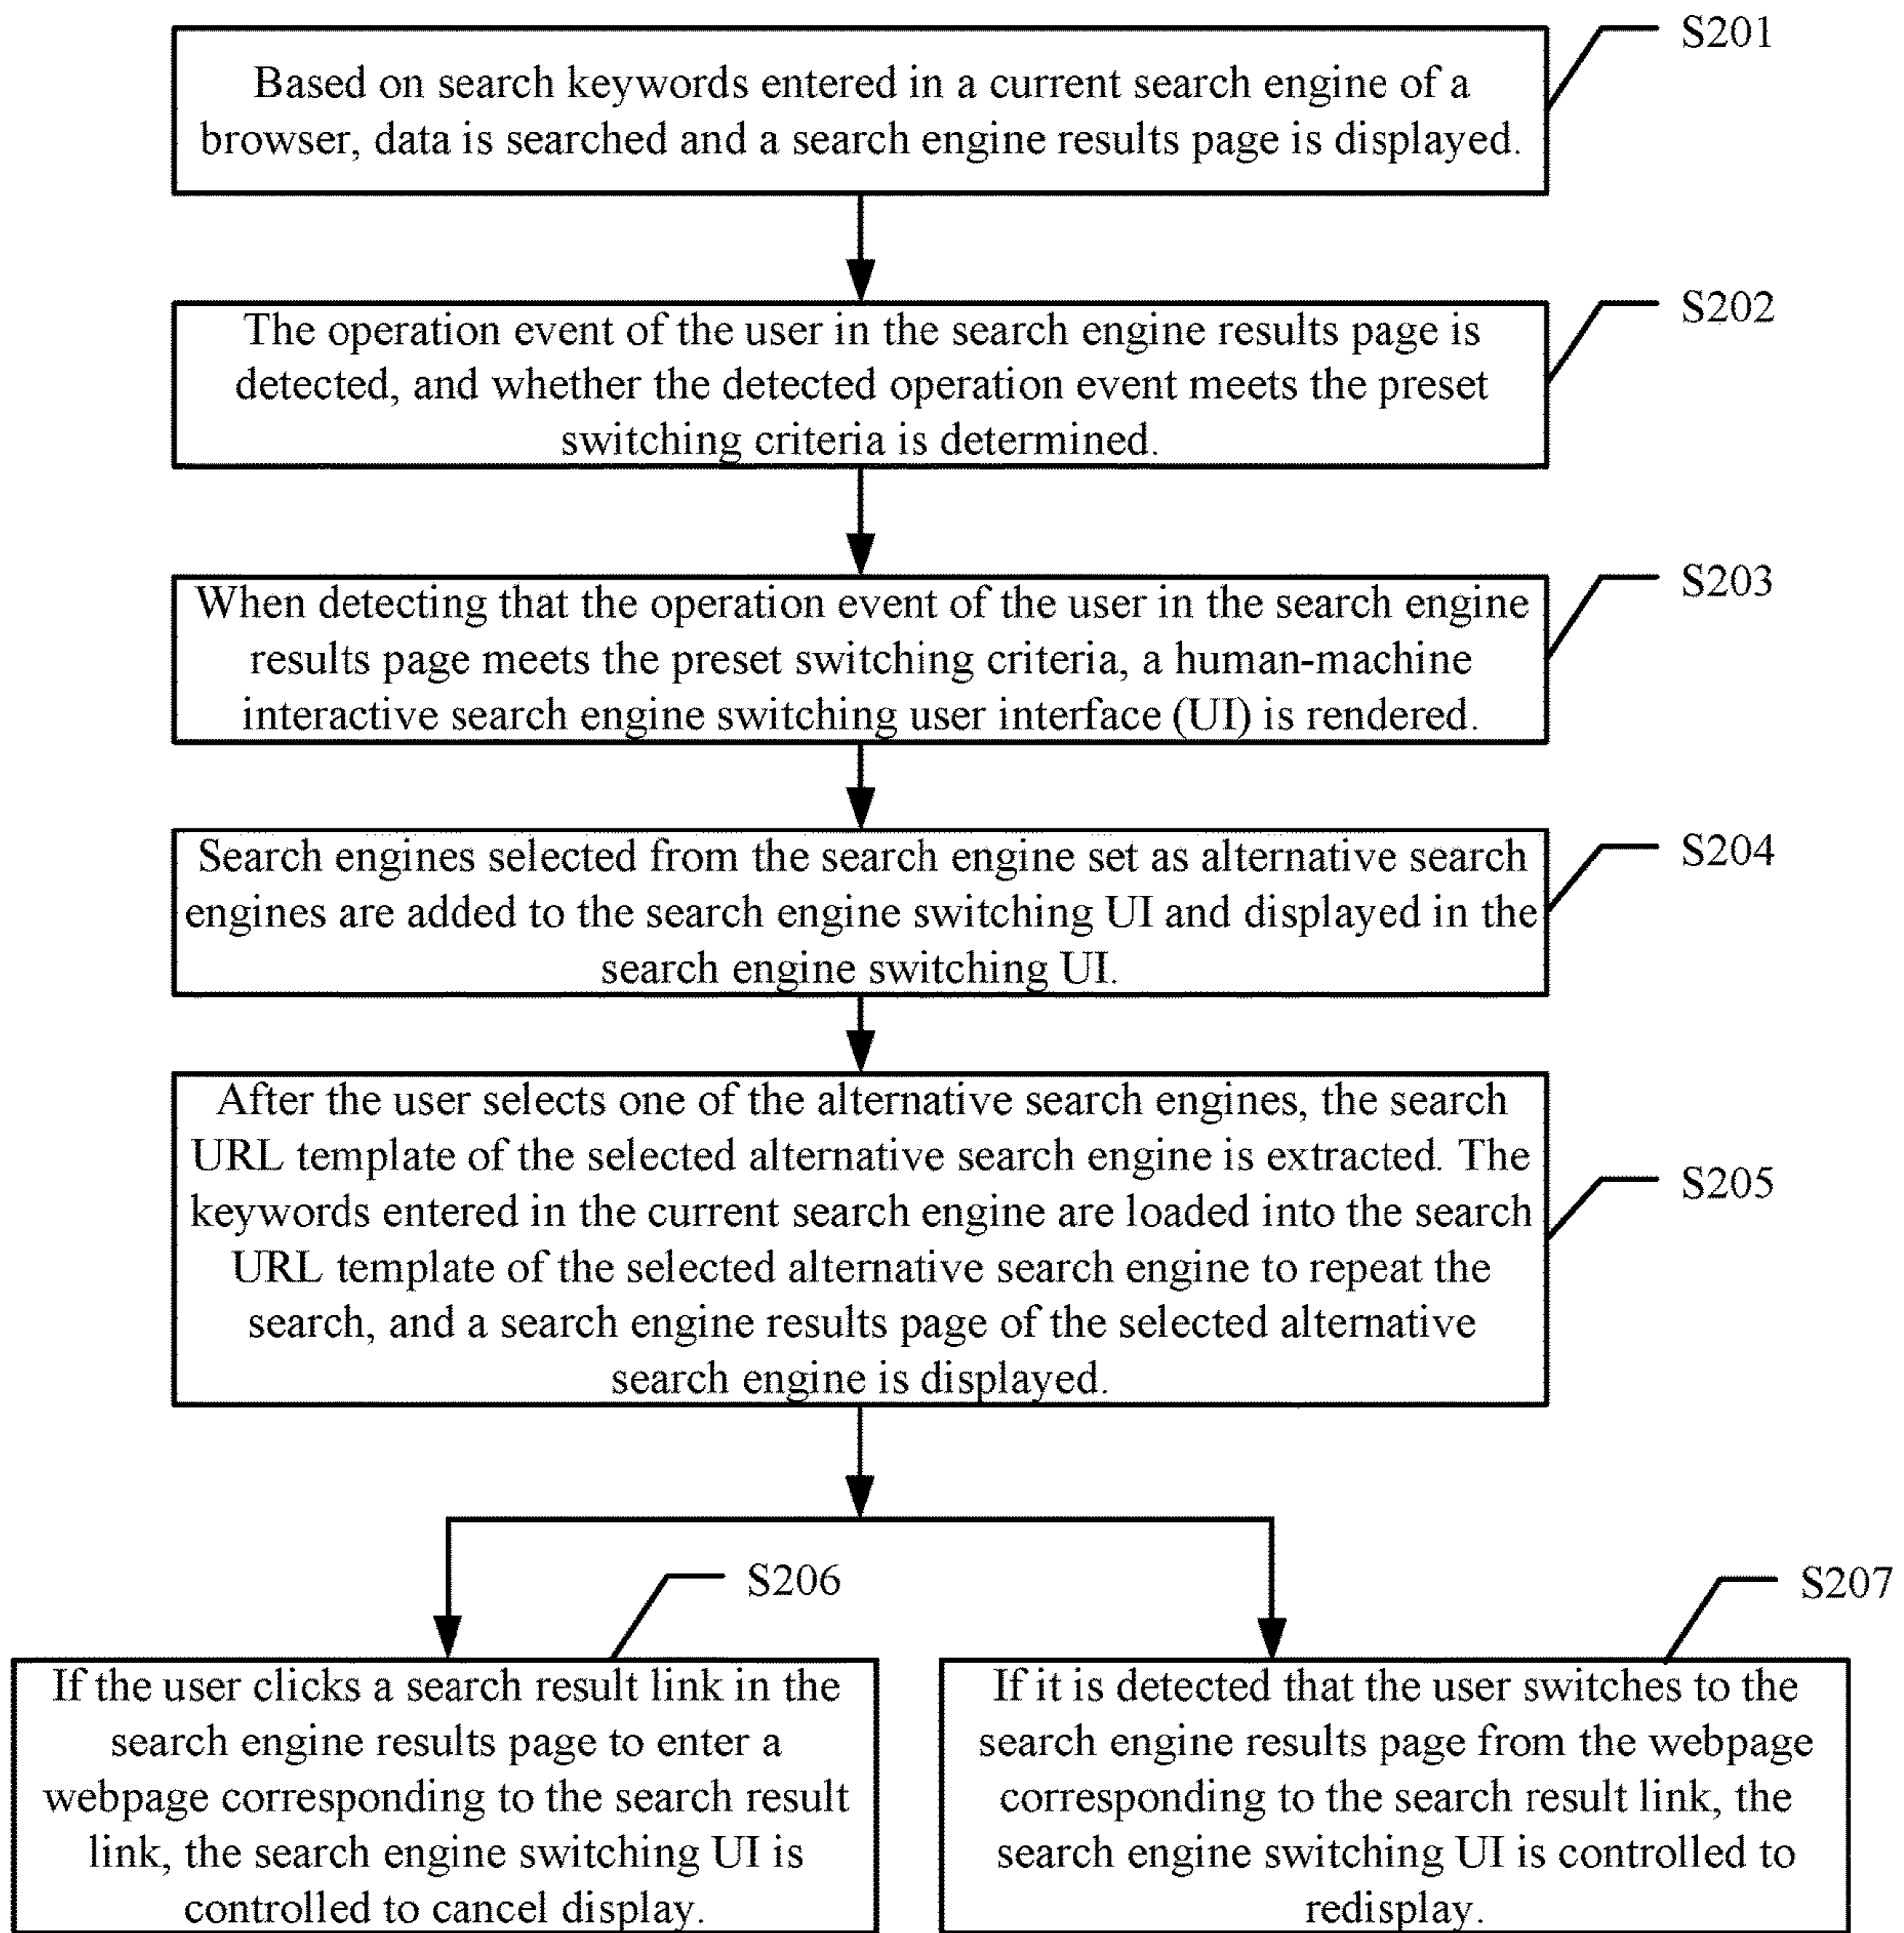 S201
Based on search keywords entered in a current search engine of a
browser, data is searched and a search engine results page is displayed.
S202
The operation event of the user in the search engine results page is
detected, and whether the detected operation event meets the preset
switching criteria is determined.
S203
When detecting that the operation event of the user in the search engine
results page meets the preset switching criteria, a human-machine
interactive search engine switching user interface (UI) is rendered.
S204
Search engines selected from the search engine set as alternative search
engines are added to the search engine switching UI and displayed in the
search engine switching UI.
S205
After the user selects one of the alternative search engines, the search
URL template of the selected alternative search engine is extracted. The
keywords entered in the current search engine are loaded into the search
URL template of the selected alternative search engine to repeat the
search, and a search engine results page of the selected alternative
search engine is displayed.
S206
If the user clicks a search result link in the
search engine results page to enter a
webpage corresponding to the search result
link, the search engine switching UI is
controlled to cancel display.
S207
If it is detected that the user switches to the
search engine results page from the webpage
corresponding to the search result link, the
search engine switching UI is controlled to
redisplay.